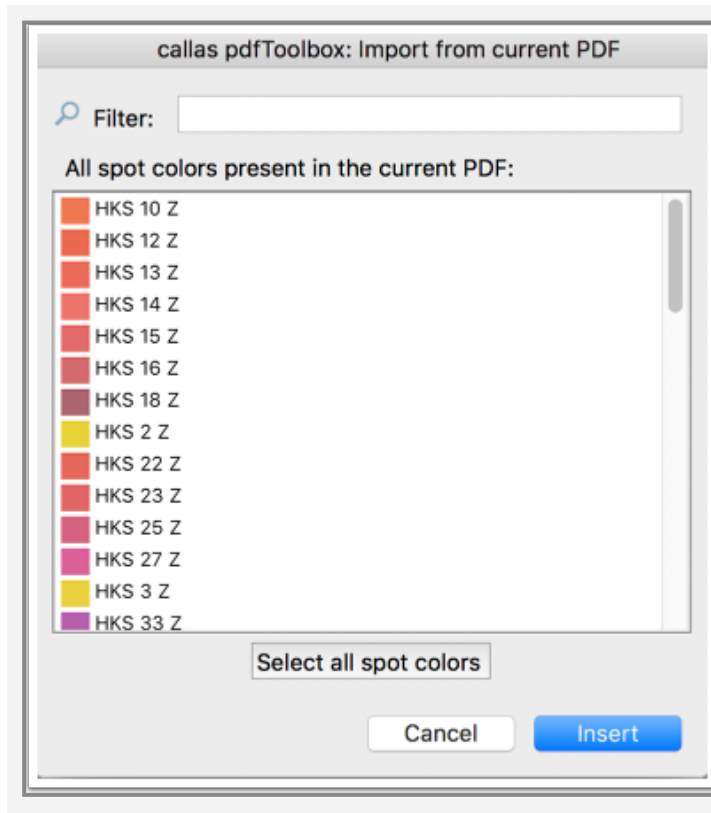 callas pdfToolbox: Import from current PDF
Filter:
All spot colors present in the current PDF:
HKS 10 Z
HKS 12 Z
HKS 13 Z
HKS 14 Z
HKS 15 Z
HKS 16 Z
HKS 18 Z
HKS 2 Z
HKS 22 Z
HKS 23 Z
HKS 25 Z
HKS 27 Z
HKS 3 Z
HKS 33 Z
Select all spot colors
Cancel Insert